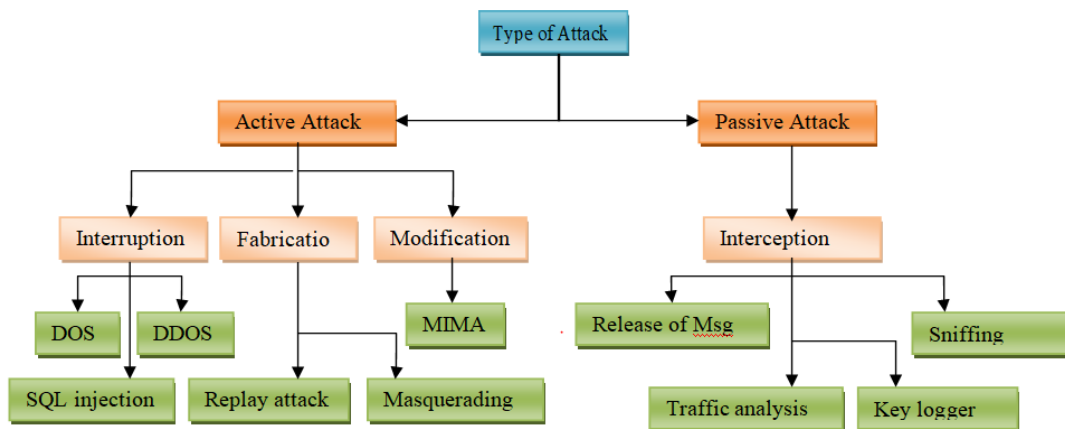 Type of Attack
Active Attack
Passive Attack
Interruption
Fabricatio
Modification
Interception
DOS
DDOS
MIMA
Release of Msg
Sniffing
SQL injection
Replay attack
Masquerading
Traffic analysis
Key logger